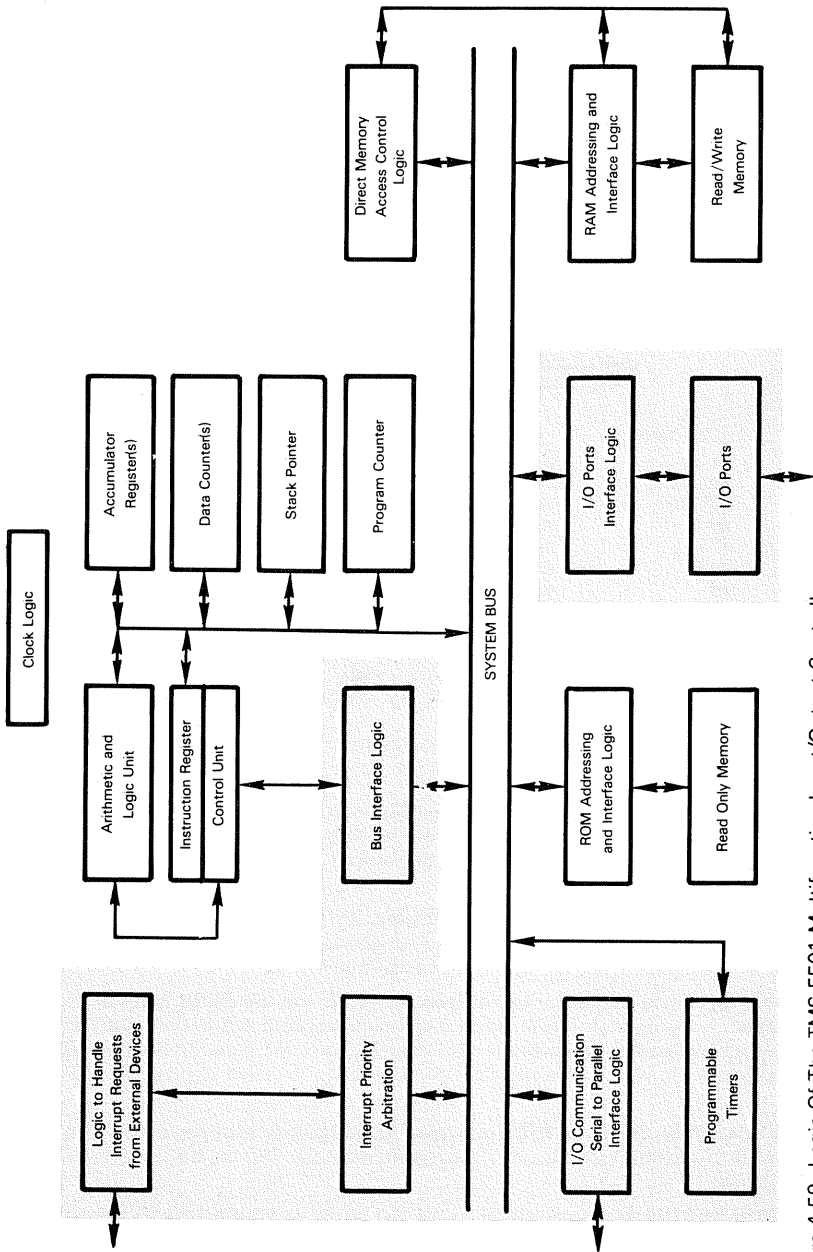 Clock Logic
Arithmetic and
Logic Unit
Accumulator
Register(s)
Instruction Register
Control Unit
Data Counter(s)
Stack Pointer
Program Counter
Logic to Handle
Interrupt Requests
from External Devices
Interrupt Priority
Arbitration
Bus Interface Logic
Direct Memory
Access Control
Logic
SYSTEM BUS
I/O Communication
Serial to Parallel
Interface Logic
Programmable
Timers
ROM Addressing
and Interface Logic
Read Only Memory
I/O Ports
Interface Logic
I/O Ports
RAM Addressing and
Interface Logic
Read/Write
Memory
4-50 Logic Of The TMS 5501 Multifunction Input/Output